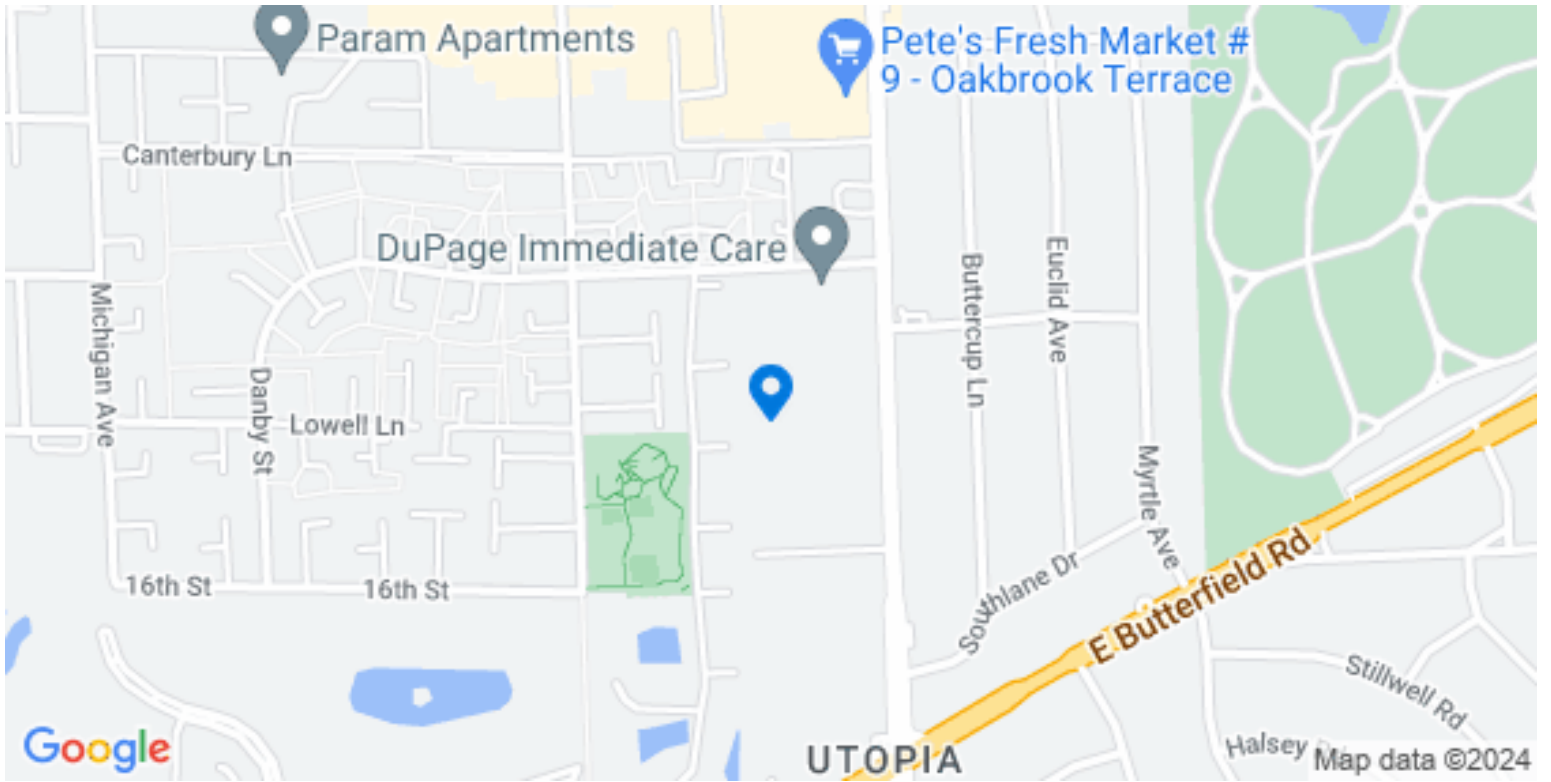 Param Apartments
Pete's Fresh Market #
9 - Oakbrook Terrace
Canterbury Ln
DuPage Immediate Care
Michigan Ave
Danby St
Lowell Ln
Buttercup Ln
Euclid Ave
Myrtle Ave
16th St
16th St
Southlane Dr
E Butterfield Rd
Stillwell Rd
Halsey
UTOPIA
Google
Map data ©2024